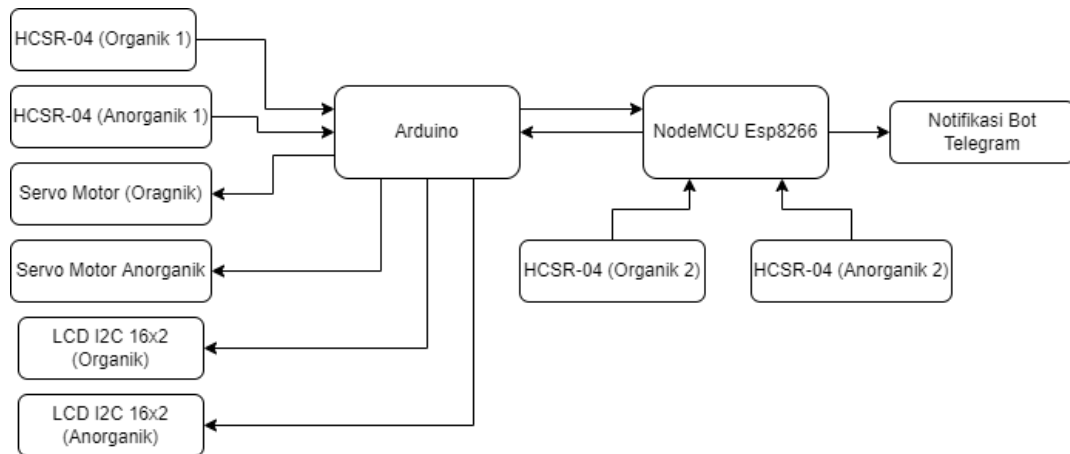 HCSR-04 (Organik 1)
HCSR-04 (Anorganik 1)
Servo Motor (Oragnik)
Servo Motor Anorganik
LCD I2C 16x2
(Organik)
LCD I2C 16x2
(Anorganik)
Arduino
NodeMCU Esp8266
HCSR-04 (Organik 2)
HCSR-04 (Anorganik 2)
Notifikasi Bot
Telegram